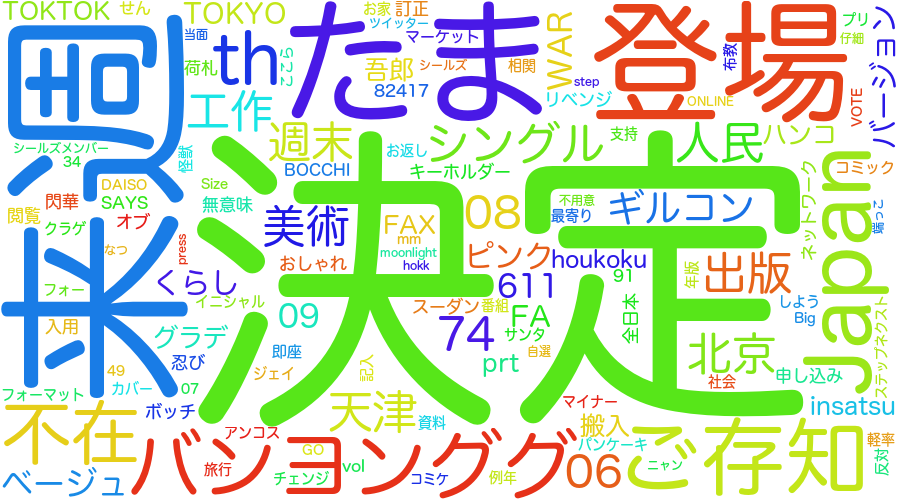 TOKTOK
せん
TOKYO
お家
訂正
ツイッター
マーケット
たま
登場
布教
プリ
仔細
バージョン
週
当面
th
荷札
ここら
吾郎
シールズ
82417
相関
WAR
step
リベンジ
ONLINE
VOTE
工作
週末
シングル
支持
人民
ハンコ
シールズメンバー
34
怪獣
お返し
BOCCHI
キーホルダー
コミック
DAISO
SAYS
Size
閃華
無意味
閲覧
オブ
クラゲ
なつ
press
美術
FAX
mm
moonlight
hokk
08
不用意
最寄り
ギルコン
ネットワーク
端っこ
Japan
来
決定
フォー
くらし
おしゃれ
ピンク
houkoku
611
91
出版
年版
しよう
Big
イニシャル
09
スーダン
番組
FA
74
サンタ
全日本
ステップネクスト
入用
グラデ
忍び
即座
自選
prt
北京
49
カバー
07
ジェイ
記入
社会
申し込み
フォーマット
不在
ボッチ
天津
資料
マイナー
搬入
insatsu
アンコス
パンケーキ
ご存知
軽率
反対
バンヨンググ
GO
旅行
チェンジ
vol
コミケ
例年
06
ニャン
ベージュ